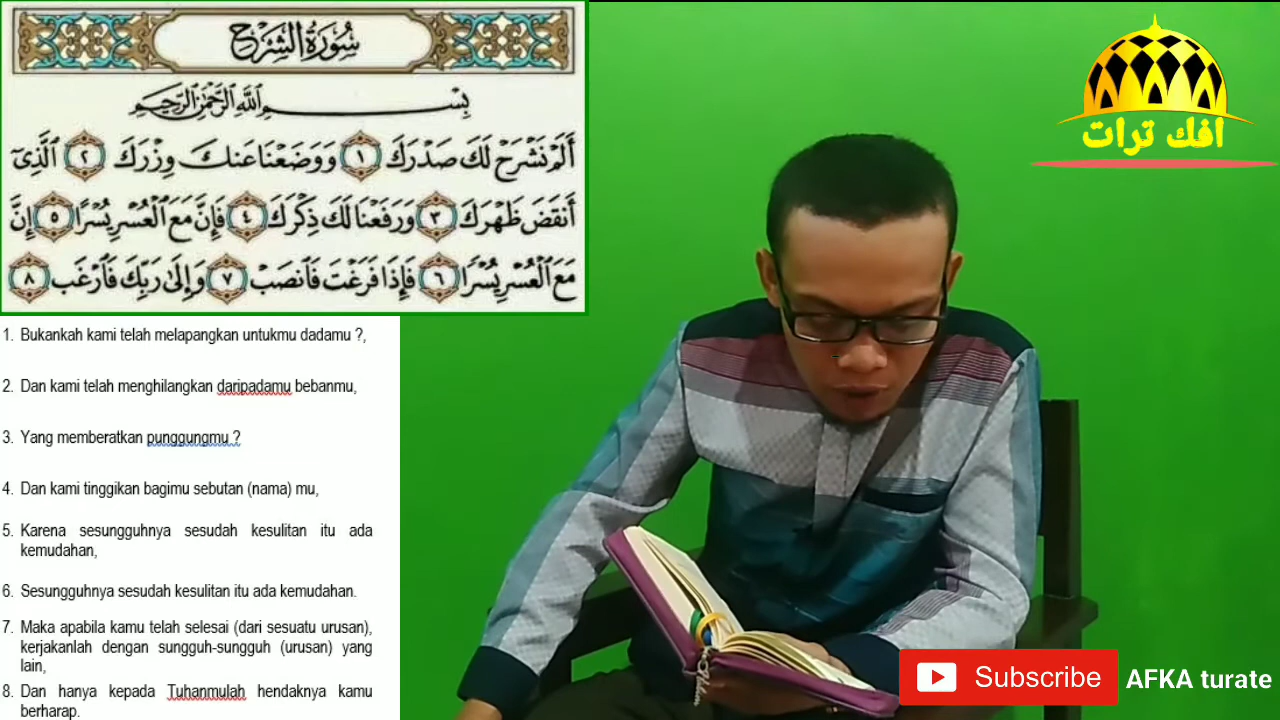 سُورَةُ الشَّرْحِ
بِسْمِ اللَّهِ الرَّحْمَٰنِ الرَّحِيمِ
أَلَمْ نَشْرَحْ لَكَ صَدْرَكَ ١ وَوَضَعْنَا عَنكَ وِزْرَكَ ٢ الَّذِي
أَنقَضَ ظَهْرَكَ ٣ وَرَفَعْنَا لَكَ ذِكْرَكَ ٤ فَإِنَّ مَعَ الْعُسْرِ يُسْرًا ٥ إِنَّ
مَعَ الْعُسْرِ يُسْرًا ٦ فَإِذَا فَرَغْتَ فَانصَبْ ٧ وَإِلَىٰ رَبِّكَ فَارْغَب ٨
1. Bukankah kami telah melapangkan untukmu dadamu ?,
2. Dan kami telah menghilangkan daripadamu bebanmu,
3. Yang memberatkan punggungmu ?
4. Dan kami tinggikan bagimu sebutan (nama) mu,
5. Karena sesungguhnya sesudah kesulitan itu ada
kemudahan,
6. Sesungguhnya sesudah kesulitan itu ada kemudahan.
7. Maka apabila kamu telah selesai (dari sesuatu urusan),
kerjakanlah dengan sungguh-sungguh (urusan) yang
lain,
8. Dan hanya kepada Tuhanmulah hendaknya kamu
berharap.
افك ترات
Subscribe
AFKA turate